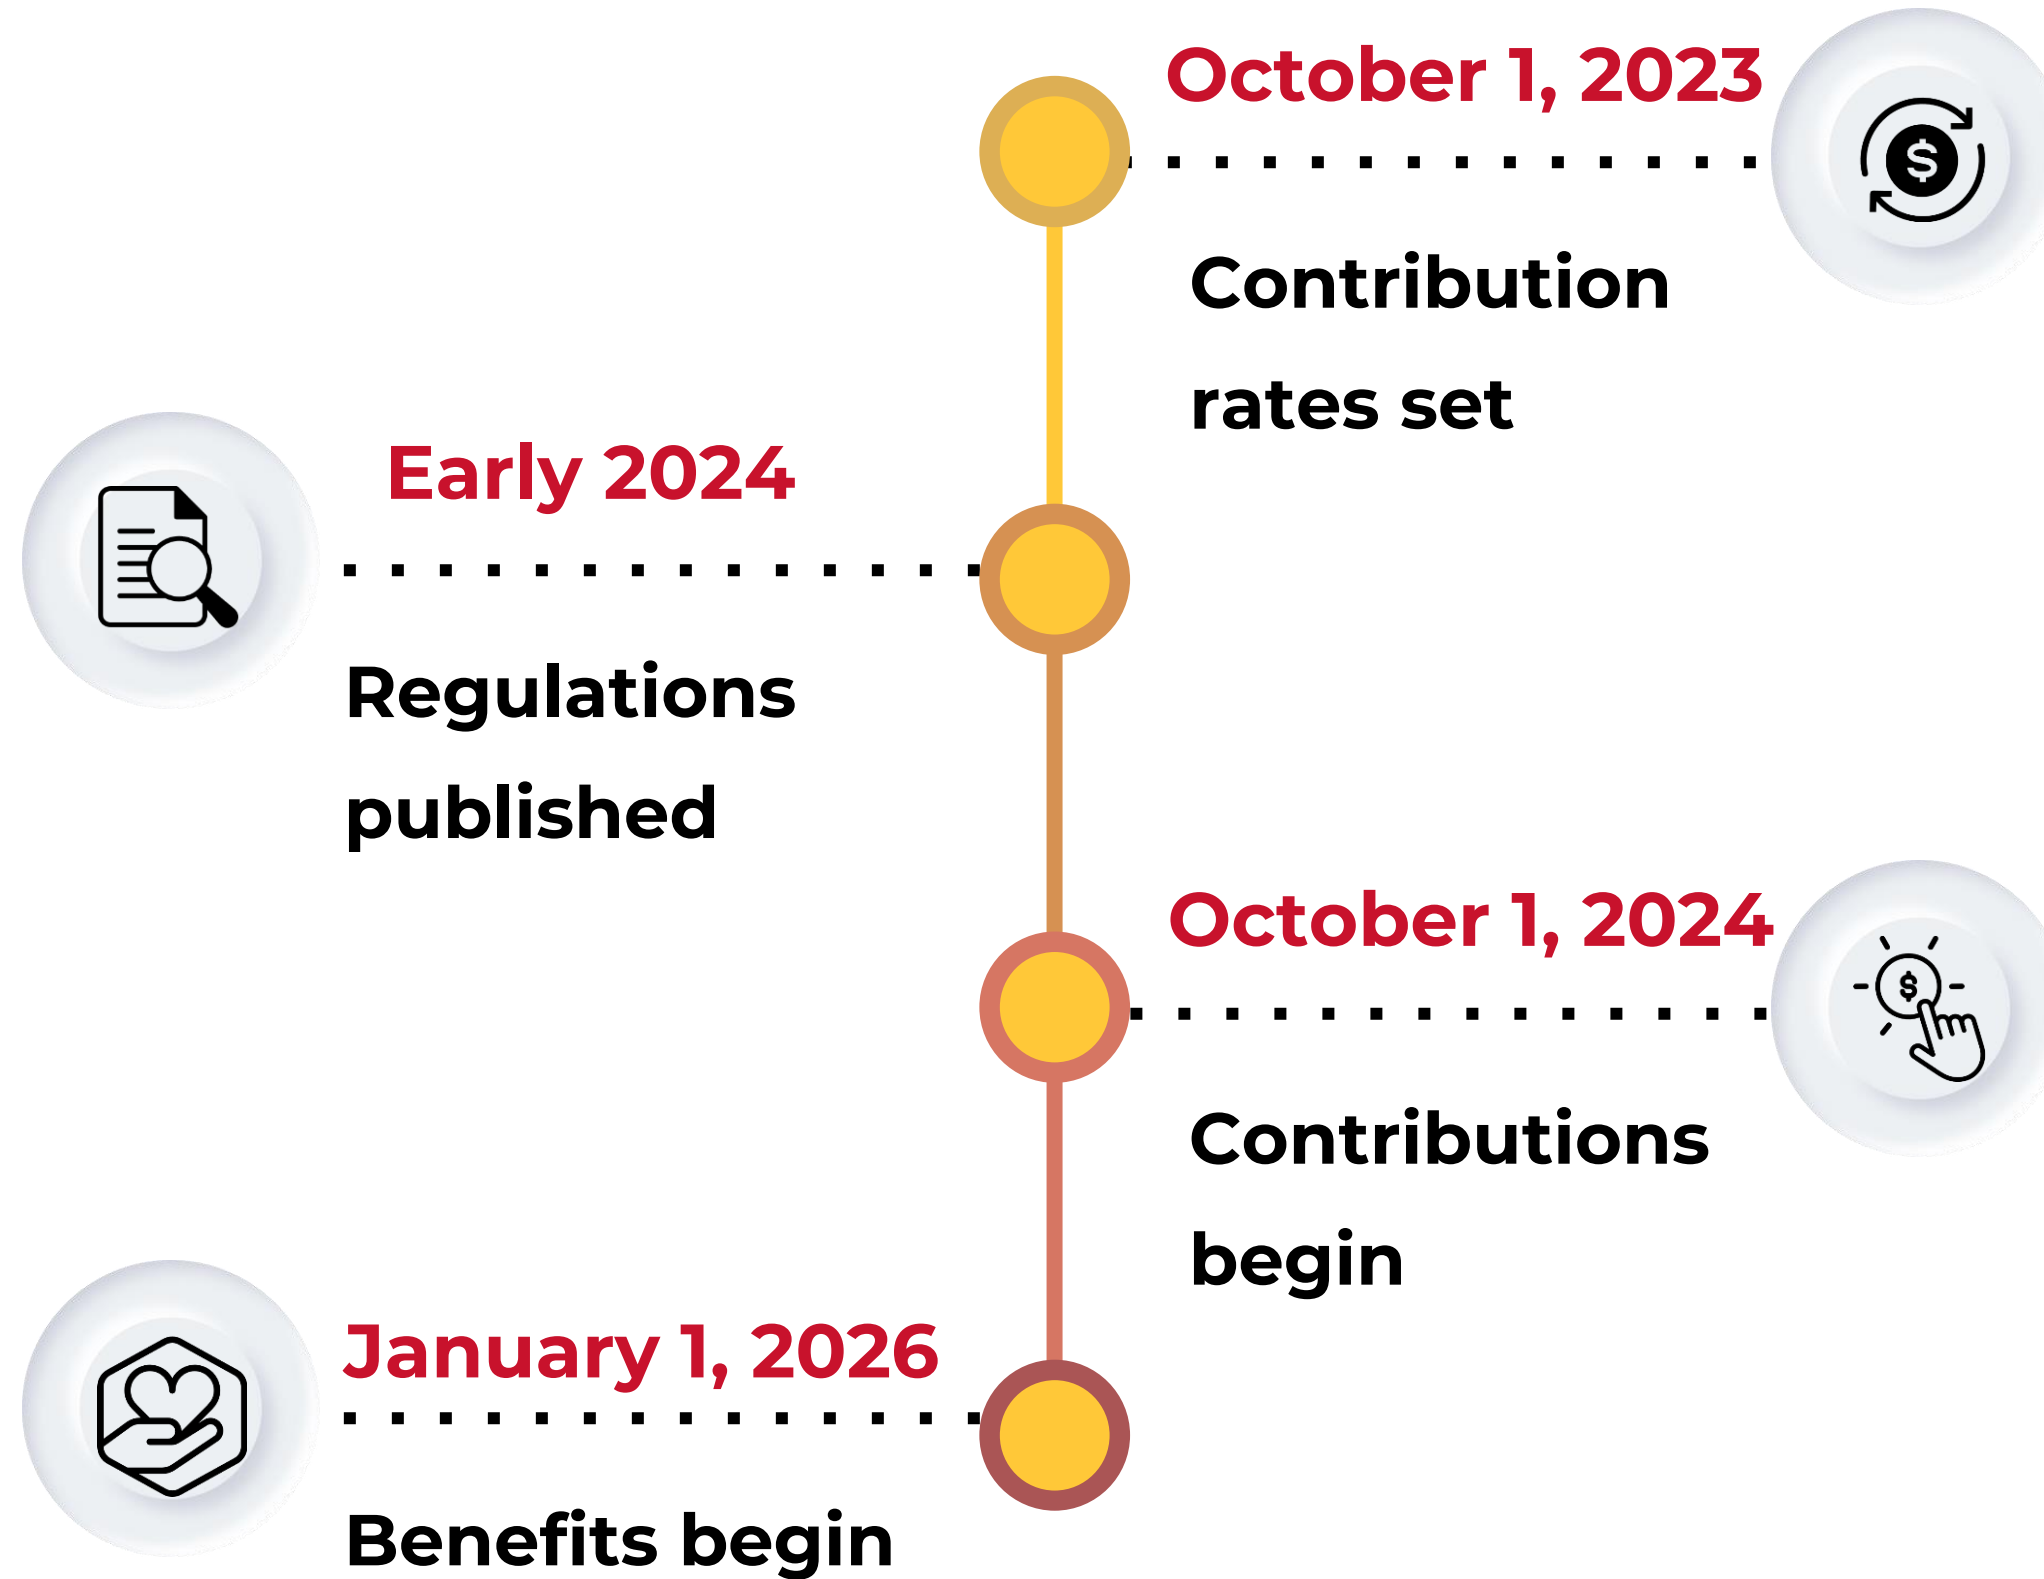 October 1, 2023
Contribution
rates set
Early 2024
Regulations
published
October 1, 2024
Contributions
begin
January 1, 2026
Benefits begin